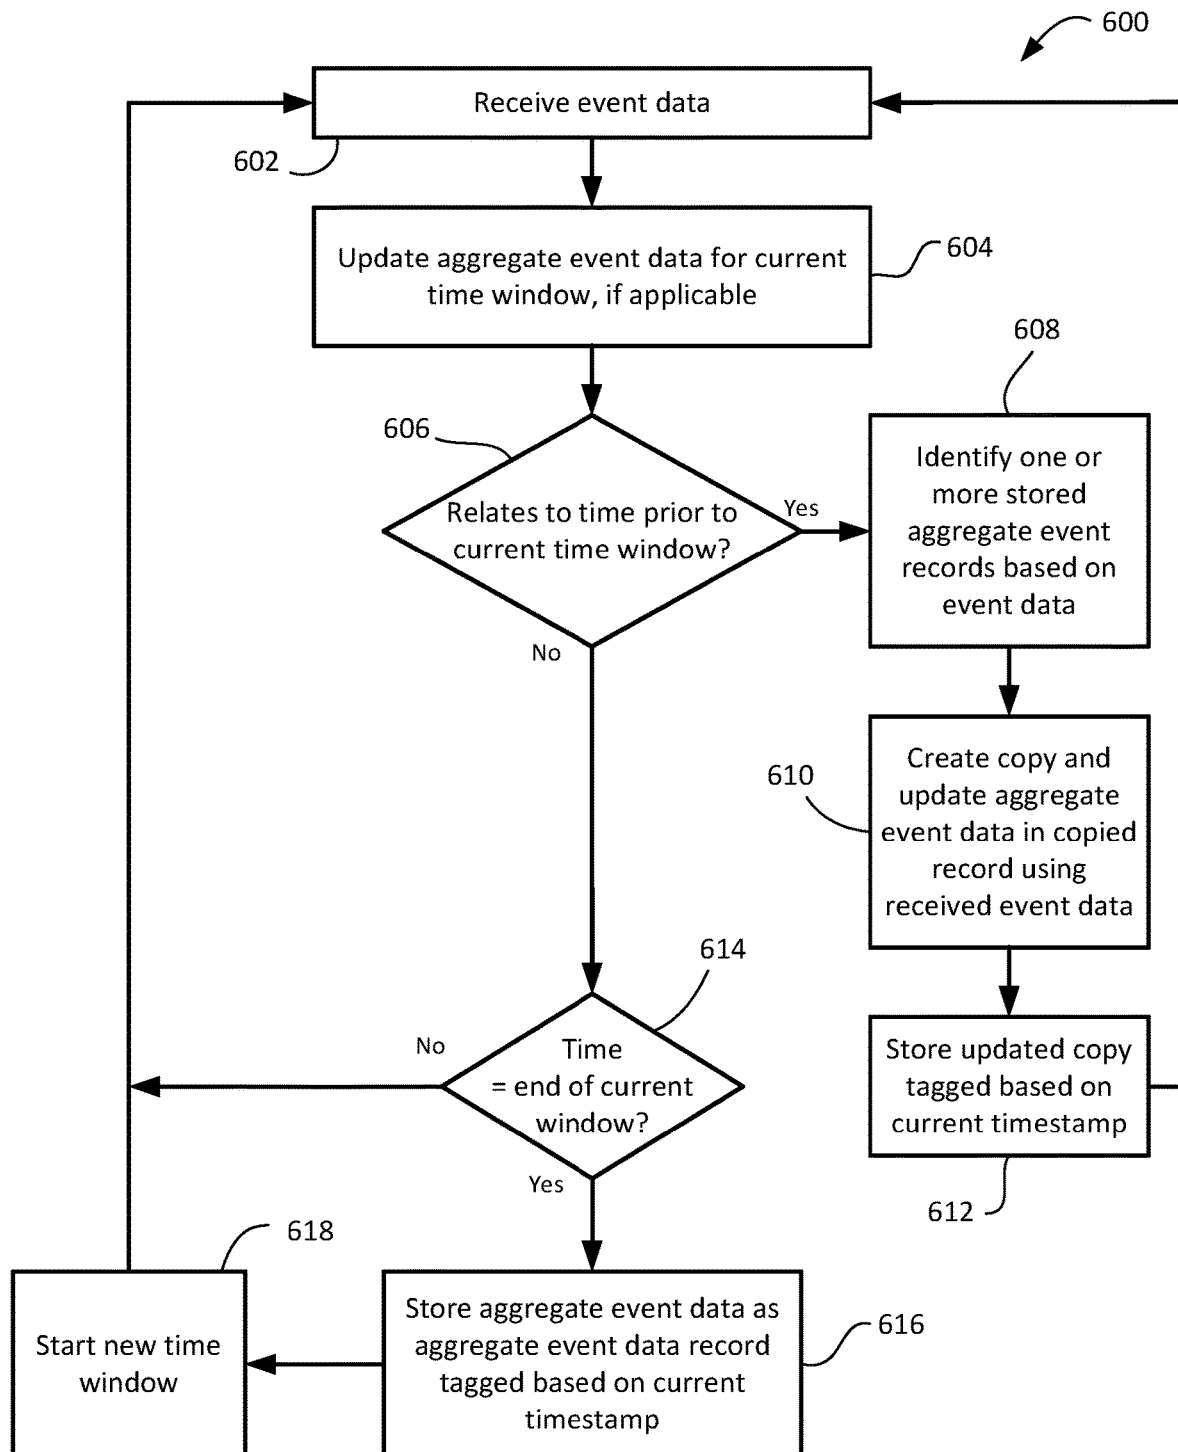 600
Receive event data
602
Update aggregate event data for current
time window, if applicable
604
606
Relates to time prior to
current time window?
Yes
No
608
Identify one or
more stored
aggregate event
records based on
event data
610
Create copy and
update aggregate
event data in copied
record using
received event data
614
Time
= end of current
window?
No
Yes
Store updated copy
tagged based on
current timestamp
612
618
Start new time
window
Store aggregate event data as
aggregate event data record
tagged based on current
timestamp
616